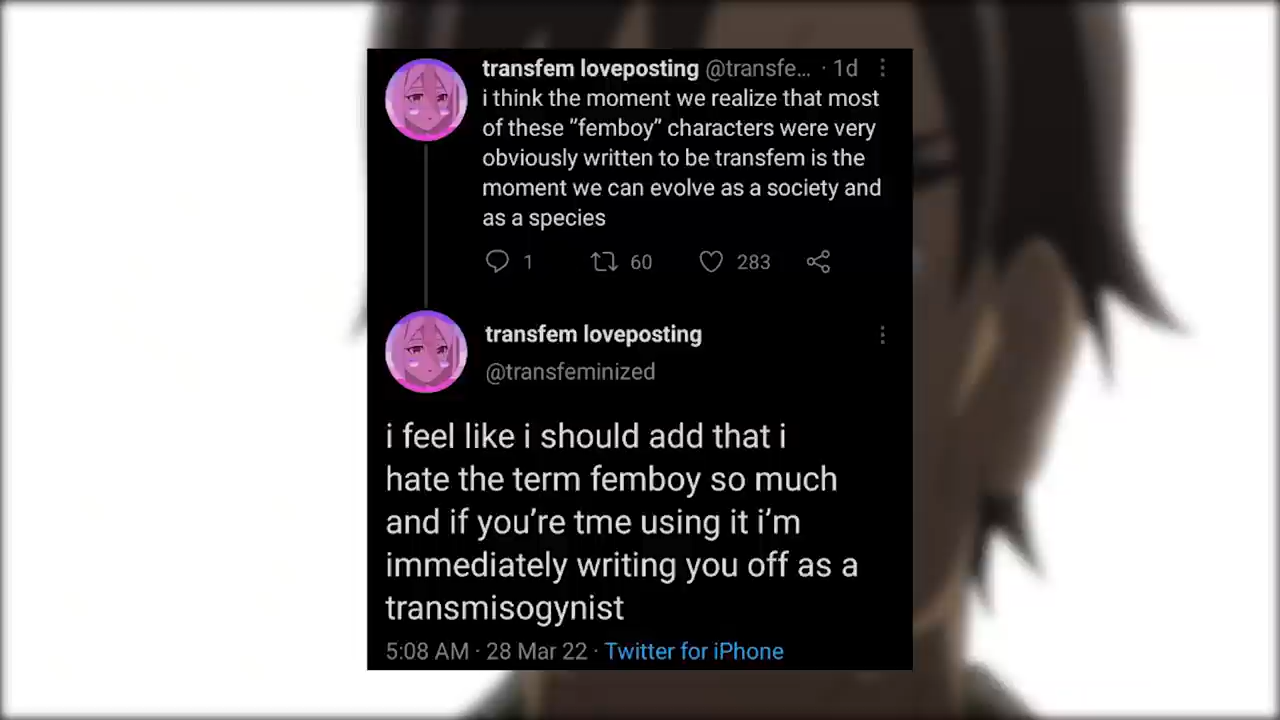 transfem loveposting @transfe... · 1d
i think the moment we realize that most
of these "femboy” characters were very
obviously written to be transfem is the
moment we can evolve as a society and
as a species
1 60 283
transfem loveposting
@transfeminized
i feel like i should add that i
hate the term femboy so much
and if you're tme using it i'm
immediately writing you off as a
transmisogynist
5:08 AM · 28 Mar 22 · Twitter for iPhone